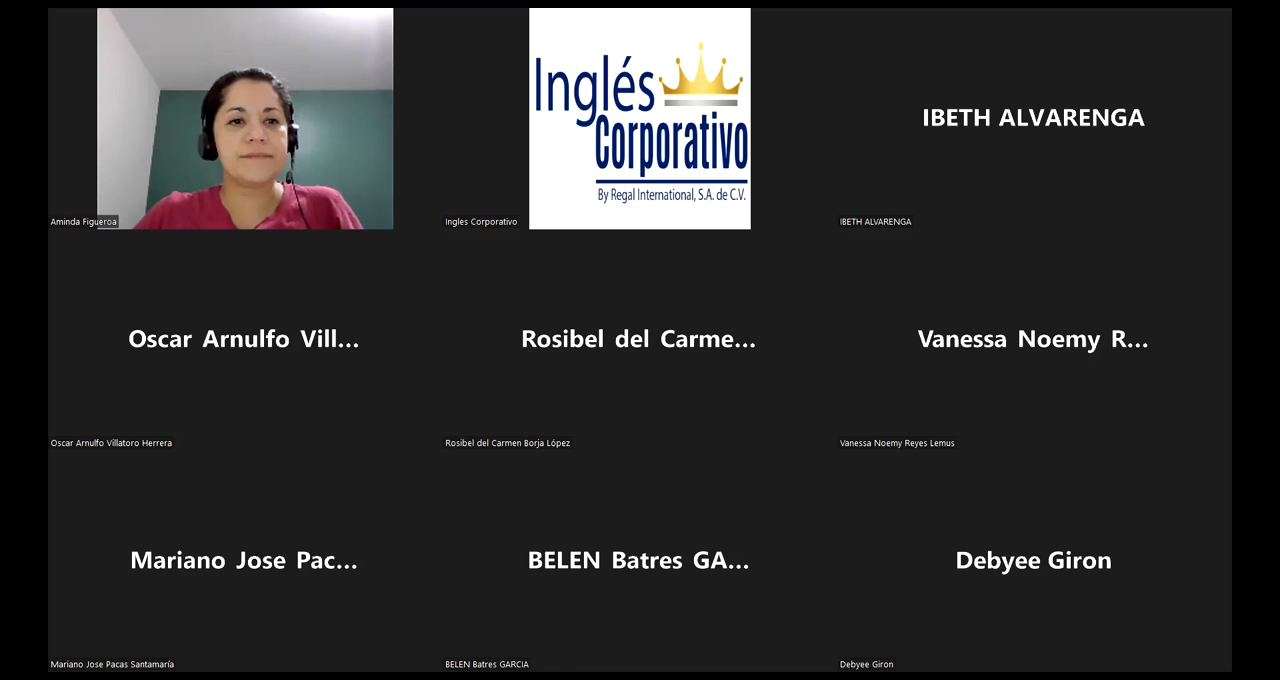 Inglés
Corporativo
By Regal International, S.A. de C.V.
IBETH ALVARENGA
Aminda Figueroa
Ingles Corporativo
IBETH ALVARENGA
Oscar Arnulfo Vill...
Rosibel del Carme...
Vanessa Noemy R...
Oscar Arnulfo Villatoro Herrera
Rosibel del Carmen Borja López
Vanessa Noemy Reyes Lemus
Mariano Jose Pac...
BELEN Batres GA...
Debyee Giron
Mariano Jose Pacas Santamaría
BELEN Batres GARCIA
Debyee Giron